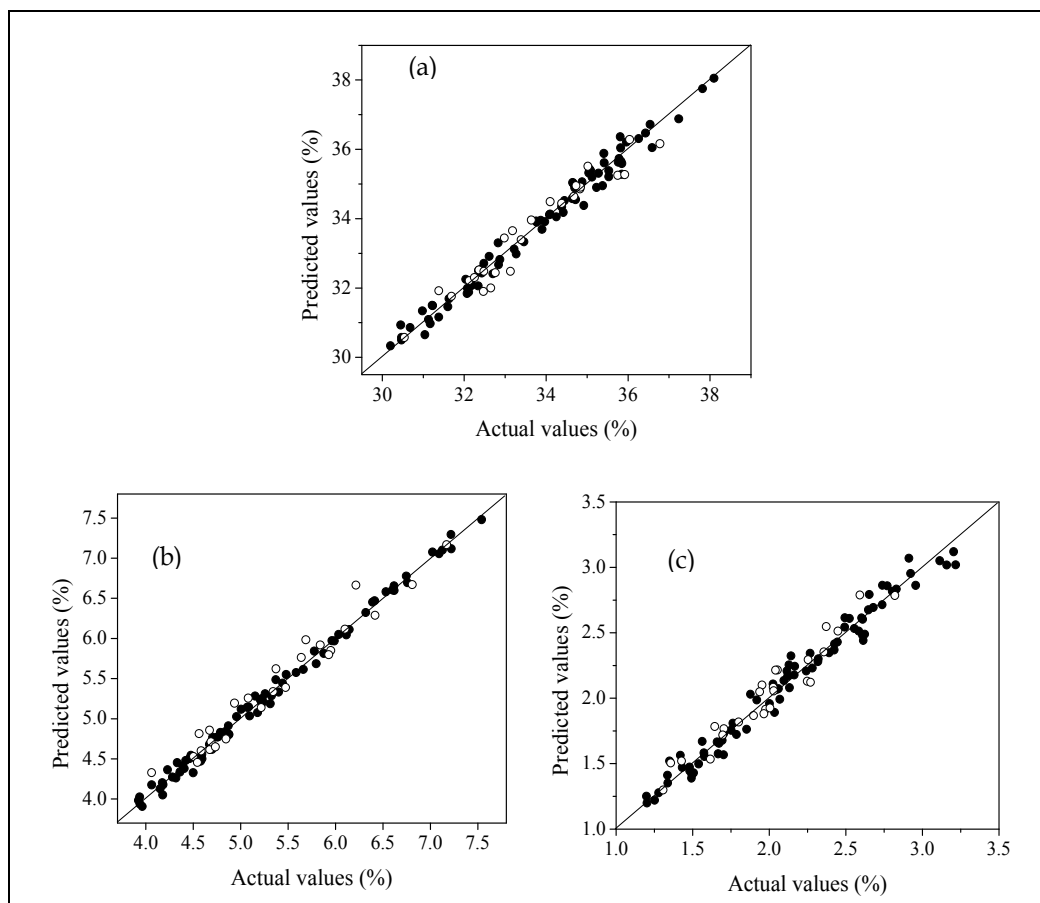 (a)
38
36
34
32
30
Predicted values (%)
30 32 34 36 38
Actual values (%)
(b)
7.5
7.0
6.5
6.0
5.5
5.0
4.5
4.0
Predicted values (%)
4.0 4.5 5.0 5.5 6.0 6.5 7.0 7.5
Actual values (%)
(c)
3.5
3.0
2.5
2.0
1.5
1.0
Predicted values (%)
1.0 1.5 2.0 2.5 3.0 3.5
Actual values (%)